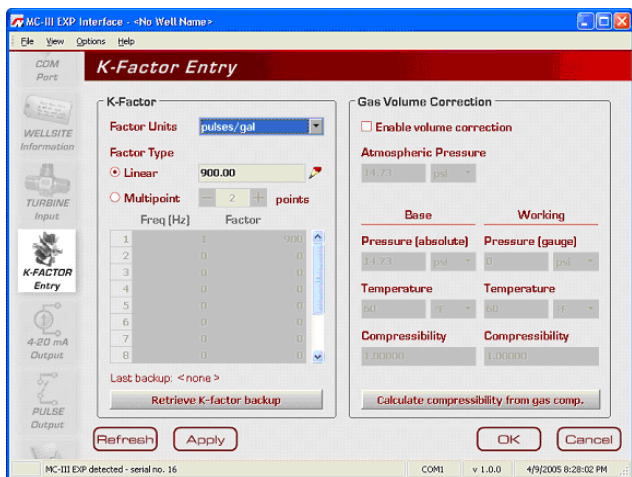 MC-III EXP Interface - <No Well Name>
File View Options Help
COM
Port
K-Factor Entry
WELLSITE
Information
TURBINE
Input
K-FACTOR
Entry
4-20 mA
Output
PULSE
Output
K-Factor
Factor Units pulses/gal
Factor Type
Linear 900.00
Multipoint - 2 + points
Freq (Hz) Factor
1 1 900
2 0 0
3 0 0
4 0 0
5 0 0
6 0 0
7 0 0
8 0 0
Last backup: < none >
Retrieve K-factor backup
Gas Volume Correction
Enable volume correction
Atmospheric Pressure
14.73 psi
Base Working
Pressure (absolute) Pressure (gauge)
14.73 psi 0 psi
Temperature Temperature
60 °F 60 °F
Compressibility Compressibility
1.00000 1.00000
Calculate compressibility from gas comp.
Refresh Apply OK Cancel
MC-III EXP detected - serial no. 16 COM1 v 1.0.0 4/9/2005 8:28:02 PM